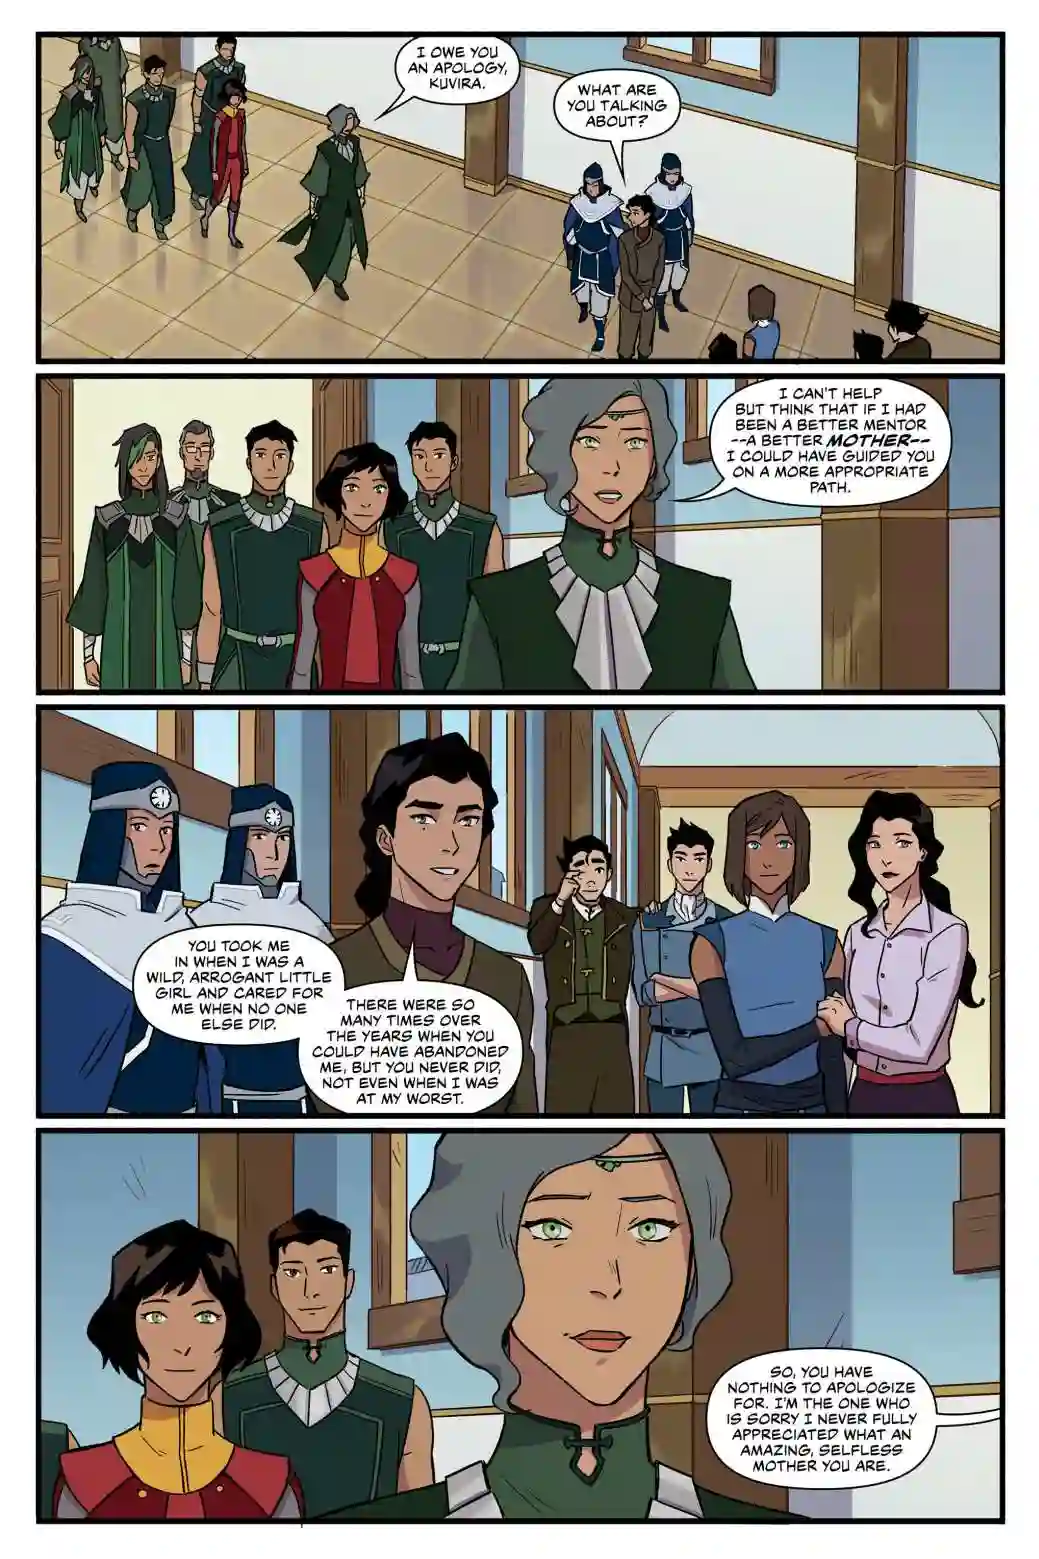 I OWE YOU
AN APOLOGY,
KUVIRA.
WHAT ARE
YOU TALKING
ABOUT?
I CAN'T HELP
BUT THINK THAT IF I HAD
BEEN A BETTER MENTOR
--A BETTER MOTHER--
I COULD HAVE GUIDED YOU
ON A MORE APPROPRIATE
PATH.
YOU TOOK ME
IN WHEN I WAS A
WILD, ARROGANT LITTLE
GIRL AND CARED FOR
ME WHEN NO ONE
ELSE DID.
THERE WERE SO
MANY TIMES OVER
THE YEARS WHEN YOU
COULD HAVE ABANDONED
ME, BUT YOU NEVER DID,
NOT EVEN WHEN I WAS
AT MY WORST.
SO, YOU HAVE
NOTHING TO APOLOGIZE
FOR. I'M THE ONE WHO
IS SORRY I NEVER FULLY
APPRECIATED WHAT AN
AMAZING, SELFLESS
MOTHER YOU ARE.